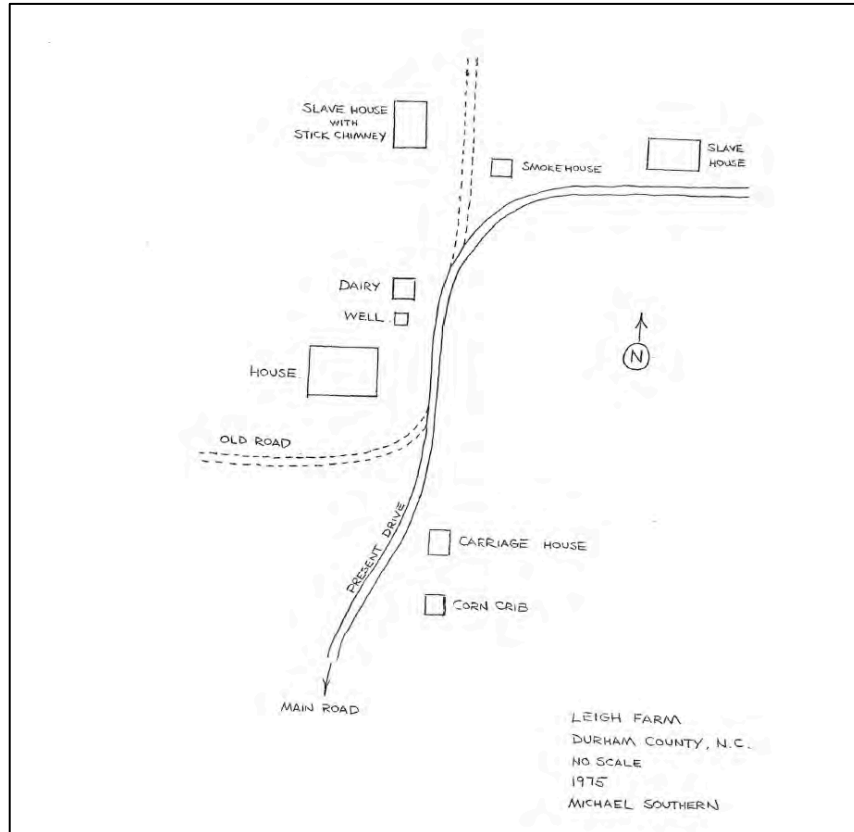 SLAVE HOUSE
WITH
STICK CHIMNEY
SMOKEHOUSE
SLAVE
HOUSE
DAIRY
WELL
N
HOUSE
OLD ROAD
PRESENT DRIVE
CARRIAGE HOUSE
CORN CRIB
MAIN ROAD
LEIGH FARM
DURHAM COUNTY, N.C.
NO SCALE
1975
MICHAEL SOUTHERN